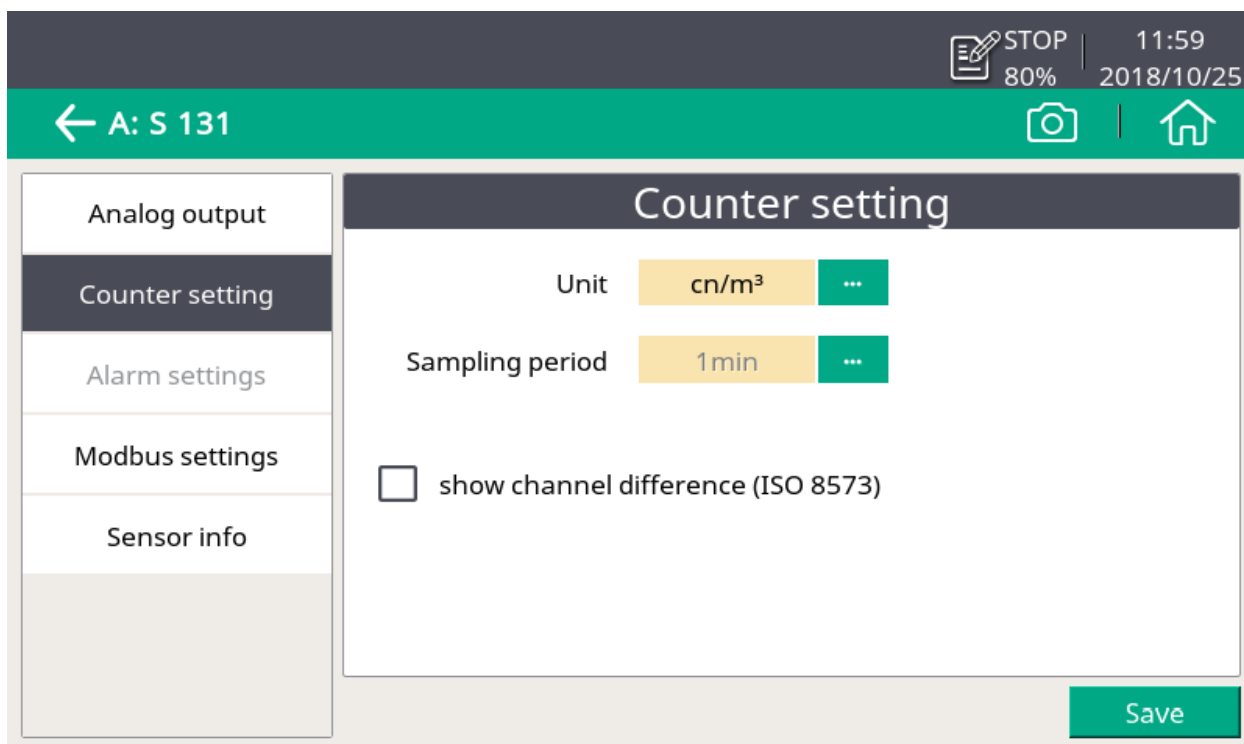 STOP 11:59
80% 2018/10/25
A: S 131
Analog output
Counter setting
Alarm settings
Modbus settings
Sensor info
Counter setting
Unit cn/m³ ...
Sampling period 1min ...
show channel difference (ISO 8573)
Save